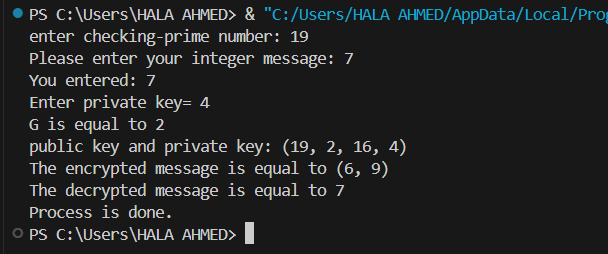 PS C:\Users\HALA AHMED> & "C:/Users/HALA AHMED/AppData/Local/Prog
enter checking-prime number: 19
Please enter your integer message: 7
You entered: 7
Enter private key= 4
G is equal to 2
public key and private key: (19, 2, 16, 4)
The encrypted message is equal to (6, 9)
The decrypted message is equal to 7
Process is done.
PS C:\Users\HALA AHMED>